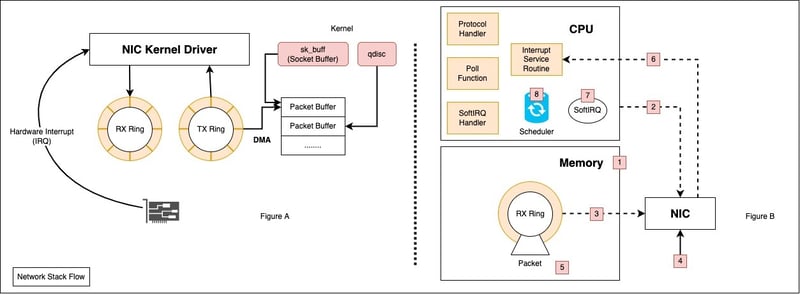 NIC Kernel Driver
Kernel
sk_buff
(Socket Buffer)
qdisc
RX Ring
TX Ring
DMA
Packet Buffer
Packet Buffer
........
Hardware Interrupt
(IRQ)
Figure A
Network Stack Flow
CPU
Protocol
Handler
Poll
Function
SoftIRQ
Handler
Interrupt
Service
Routine
6
8
Scheduler
7
SoftIRQ
2
Memory
1
RX Ring
3
NIC
Packet
5
4
Figure B